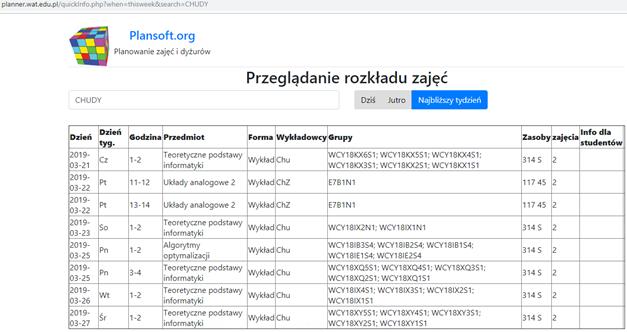 planner.wat.edu.pl/quickInfo.php?when=thisweek&search=CHUDY
Plansoft.org
Planowanie zajęć i dyżurów
Przeglądanie rozkładu zajęć
CHUDY Dziś Jutro Najbliższy tydzień
Dzień Dzień tyg. Godzina Przedmiot Forma Wykładowcy Grupy Zasoby zajęcia Info dla studentów
2019-03-21 Cz 1-2 Teoretyczne podstawy informatyki Wykład Chu WCY18KX6S1; WCY18KX5S1; WCY18KX4S1; WCY18KX3S1; WCY18KX2S1; WCY18KX1S1 314 S 2
2019-03-22 Pt 11-12 Układy analogowe 2 Wykład ChZ E7B1N1 117 45 2
2019-03-22 Pt 13-14 Układy analogowe 2 Wykład ChZ E7B1N1 117 45 2
2019-03-23 So 1-2 Teoretyczne podstawy informatyki Wykład Chu WCY18IX2N1; WCY18IX1N1 314 S 2
2019-03-25 Pn 1-2 Algorytmy optymalizacji Wykład Chu WCY18IB3S4; WCY18IB2S4; WCY18IB1S4; WCY18IE1S4; WCY18IE2S4 314 S 2
2019-03-25 Pn 3-4 Teoretyczne podstawy informatyki Wykład Chu WCY18XQ5S1; WCY18XQ4S1; WCY18XQ3S1; WCY18XQ2S1; WCY18XQ1S1 314 S 2
2019-03-26 Wt 1-2 Teoretyczne podstawy informatyki Wykład Chu WCY18IX4S1; WCY18IX3S1; WCY18IX2S1; WCY18IX1S1 314 S 2
2019-03-27 Śr 1-2 Teoretyczne podstawy informatyki Wykład Chu WCY18XY5S1; WCY18XY4S1; WCY18XY3S1; WCY18XY2S1; WCY18XY1S1 314 S 2